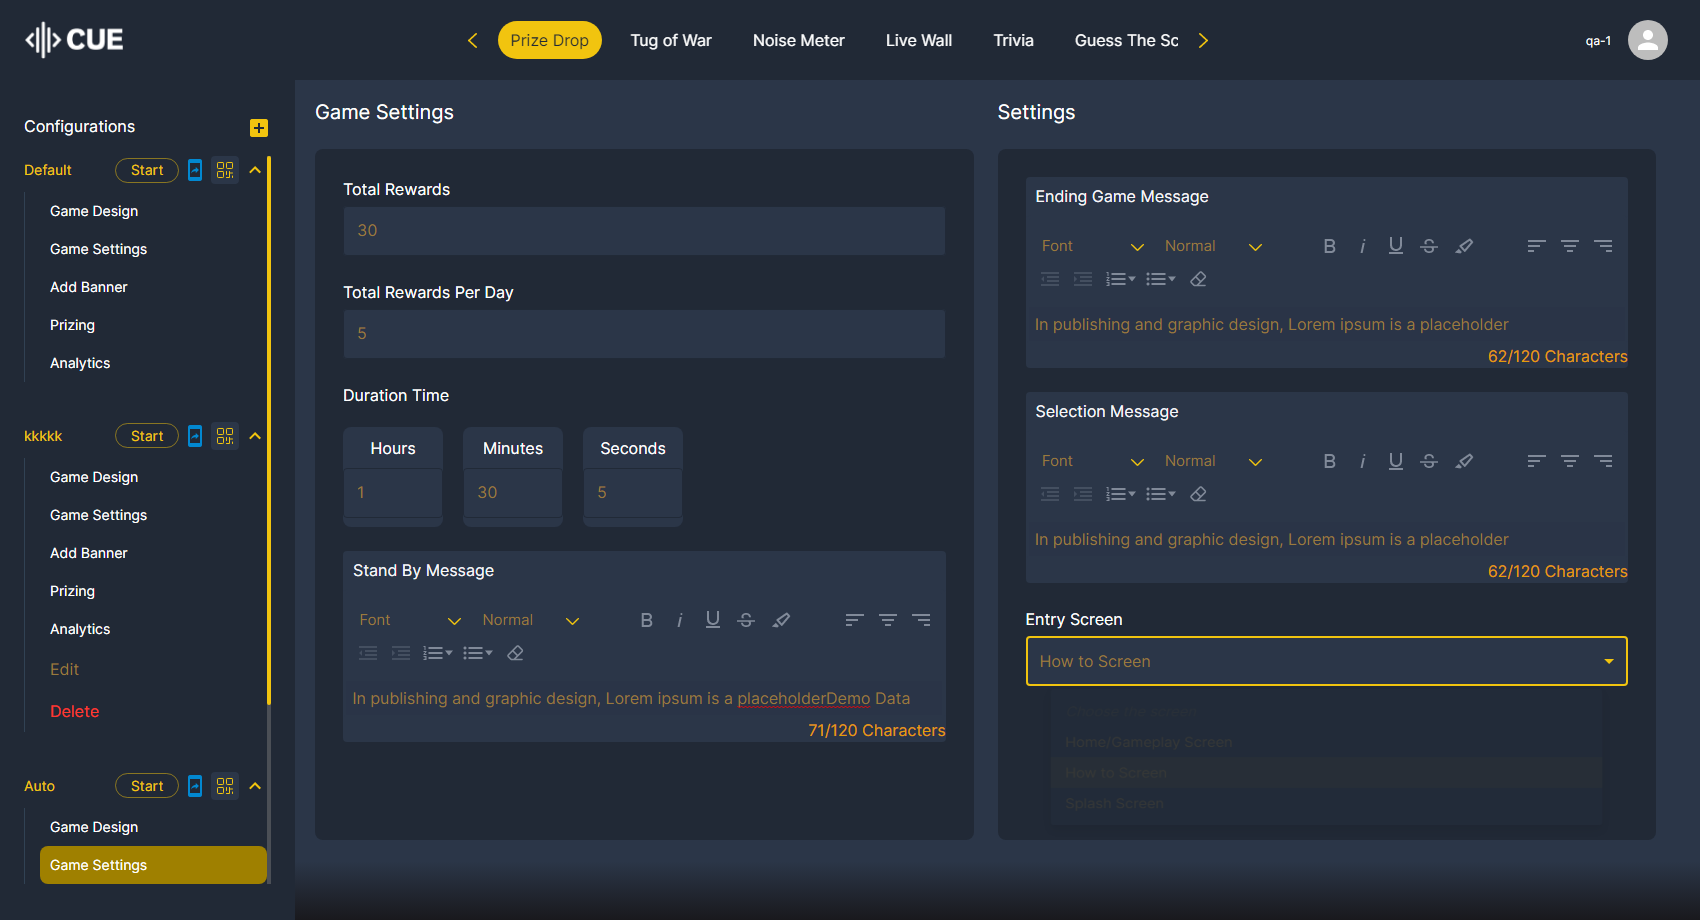 CUE
Prize Drop
Tug of War
Noise Meter
Live Wall
Trivia
Guess The Sc
qa-1
Configurations
Default
Start
Game Design
Game Settings
Add Banner
Prizing
Analytics
kkkkk
Start
Game Design
Game Settings
Add Banner
Prizing
Analytics
Edit
Delete
Auto
Start
Game Design
Game Settings
Game Settings
Total Rewards
30
Total Rewards Per Day
5
Duration Time
Hours
Minutes
Seconds
1
30
5
Stand By Message
Font
Normal
In publishing and graphic design, Lorem ipsum is a placeholderDemo Data
71/120 Characters
Settings
Ending Game Message
Font
Normal
In publishing and graphic design, Lorem ipsum is a placeholder
62/120 Characters
Selection Message
Font
Normal
In publishing and graphic design, Lorem ipsum is a placeholder
62/120 Characters
Entry Screen
How to Screen
Home/Gameplay Screen
How to Screen
Splash Screen